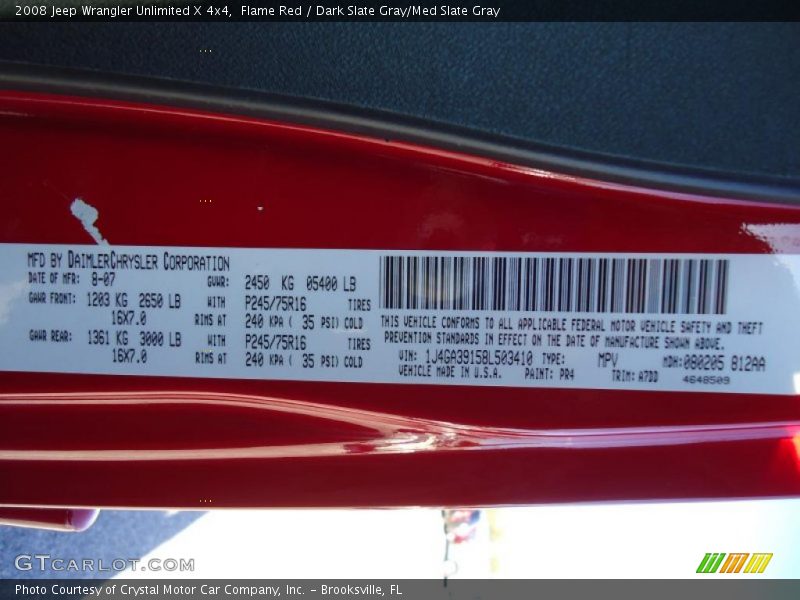 2008 Jeep Wrangler Unlimited X 4x4,  Flame Red / Dark Slate Gray/Med Slate Gray
MFD BY DAIMLERCHRYSLER CORPORATION
DATE OF MFR: 8-07 GVWR: 2450 KG 05400 LB
GAWR FRONT: 1203 KG 2650 LB WITH P245/75R16 TIRES
16X7.0 RIMS AT 240 KPA ( 35 PSI) COLD
GAWR REAR: 1361 KG 3000 LB WITH P245/75R16 TIRES
16X7.0 RIMS AT 240 KPA ( 35 PSI) COLD
THIS VEHICLE CONFORMS TO ALL APPLICABLE FEDERAL MOTOR VEHICLE SAFETY AND THEFT
PREVENTION STANDARDS IN EFFECT ON THE DATE OF MANUFACTURE SHOWN ABOVE.
VIN: 1J4GA39158L503410 TYPE: MPV MDH:080205 812AA
VEHICLE MADE IN U.S.A. PAINT: PR4 TRIM: A7DD 4648509
GTCarLot.com
Photo Courtesy of Crystal Motor Car Company, Inc. – Brooksville, FL